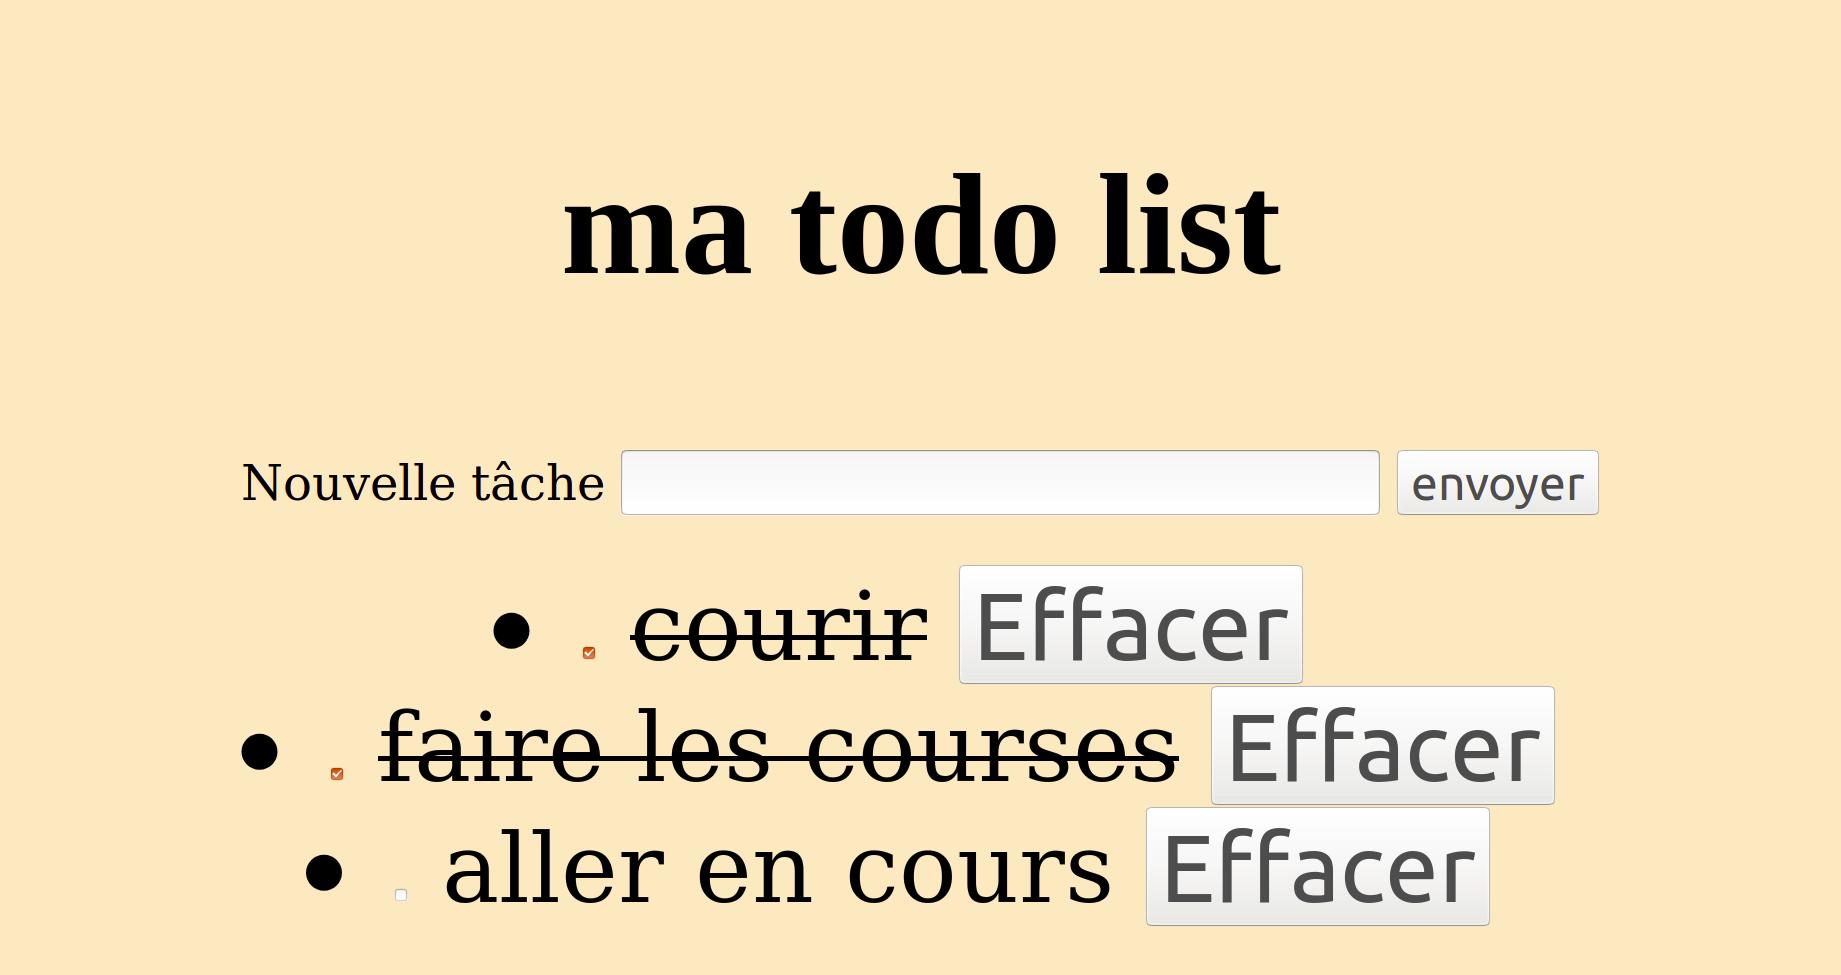 ma todo list
Nouvelle tâche envoyer
courir Effacer
faire les courses Effacer
aller en cours Effacer